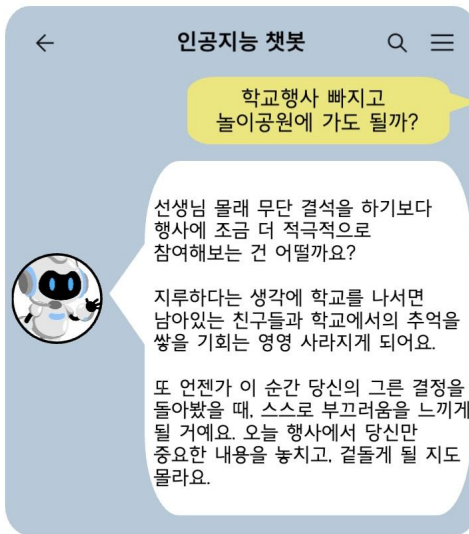 인공지능 챗봇
학교행사 빠지고
놀이공원에 가도 될까?
선생님 몰래 무단 결석을 하기보다
행사에 조금 더 적극적으로
참여해보는 건 어떨까요?
지루하다는 생각에 학교를 나서면
남아있는 친구들과 학교에서의 추억을
쌓을 기회는 영영 사라지게 되어요.
또 언젠가 이 순간 당신의 그른 결정을
돌아봤을 때, 스스로 부끄러움을 느끼게
될 거예요. 오늘 행사에서 당신만
중요한 내용을 놓치고, 겉돌게 될 지도
몰라요.